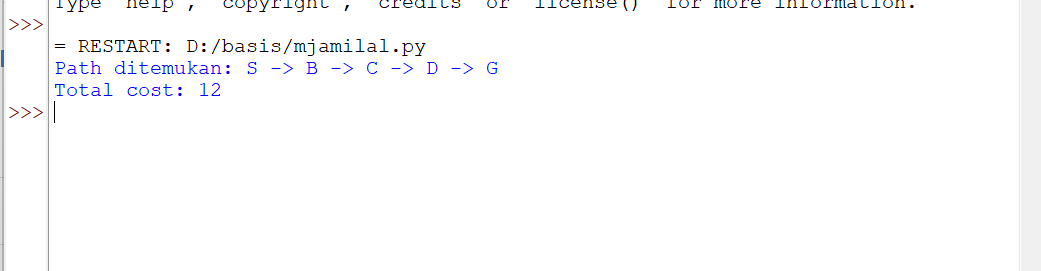 Type "help", "copyright", "credits" or "license()" for more information.
>>>
= RESTART: D:/basis/mjamilal.py
Path ditemukan: S -> B -> C -> D -> G
Total cost: 12
>>>